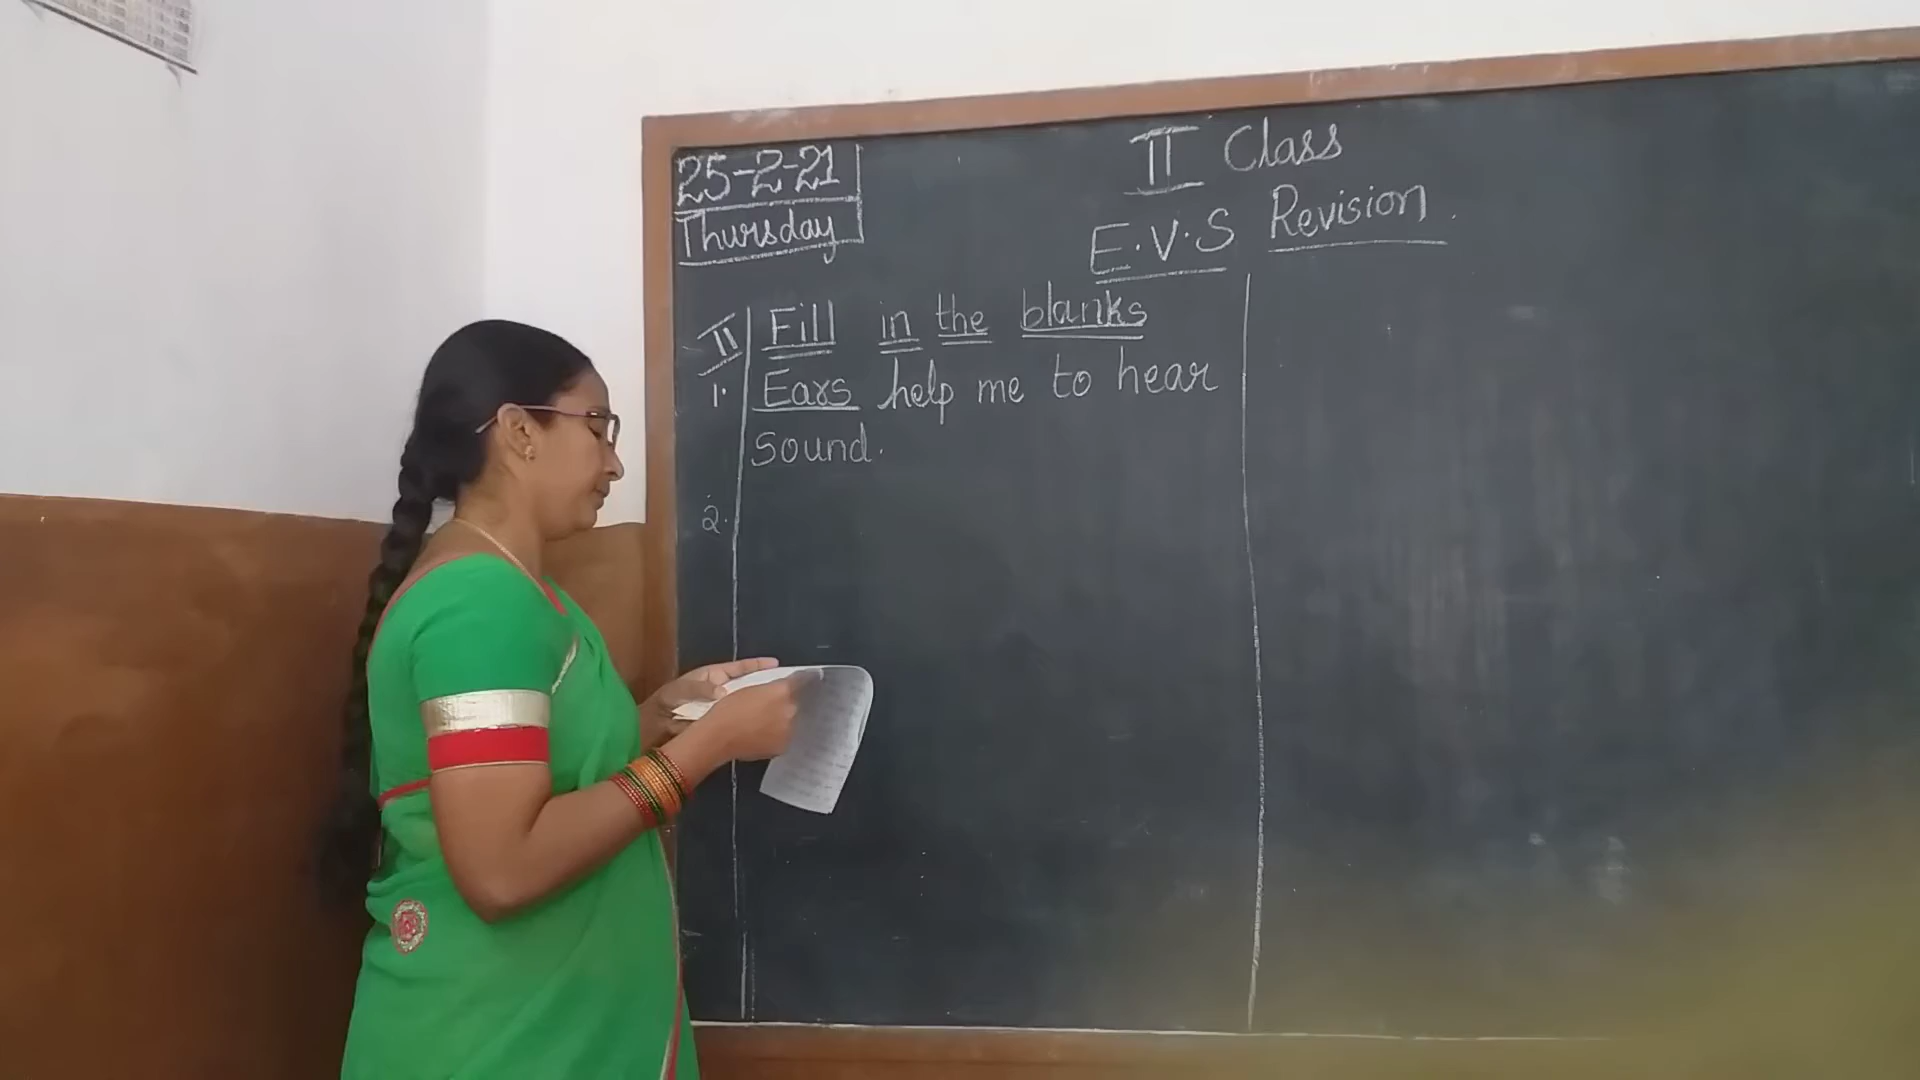 25-2-21
Thursday
II Class
E.V.S Revision.
II Fill in the blanks
1. Ears help me to hear
sound.
2.